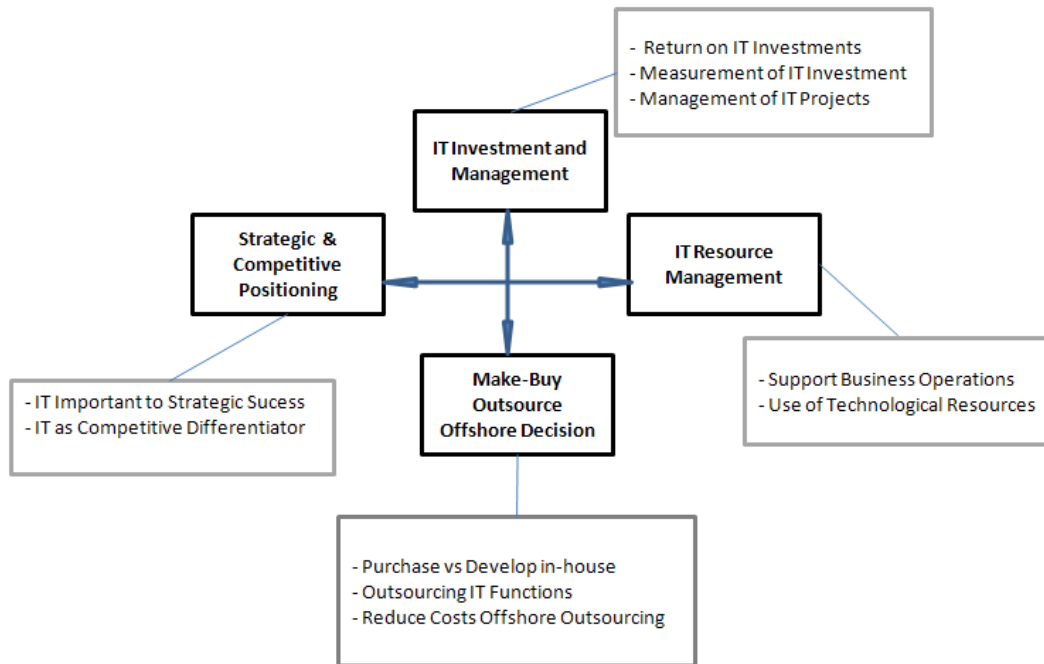 - Return on IT Investments
- Measurement of IT Investment
- Management of IT Projects
IT Investment and
Management
Strategic &
Competitive
Positioning
IT Resource
Management
Make-Buy
Outsource
Offshore Decision
- IT Important to Strategic Sucess
- IT as Competitive Differentiator
- Support Business Operations
- Use of Technological Resources
- Purchase vs Develop in-house
- Outsourcing IT Functions
- Reduce Costs Offshore Outsourcing